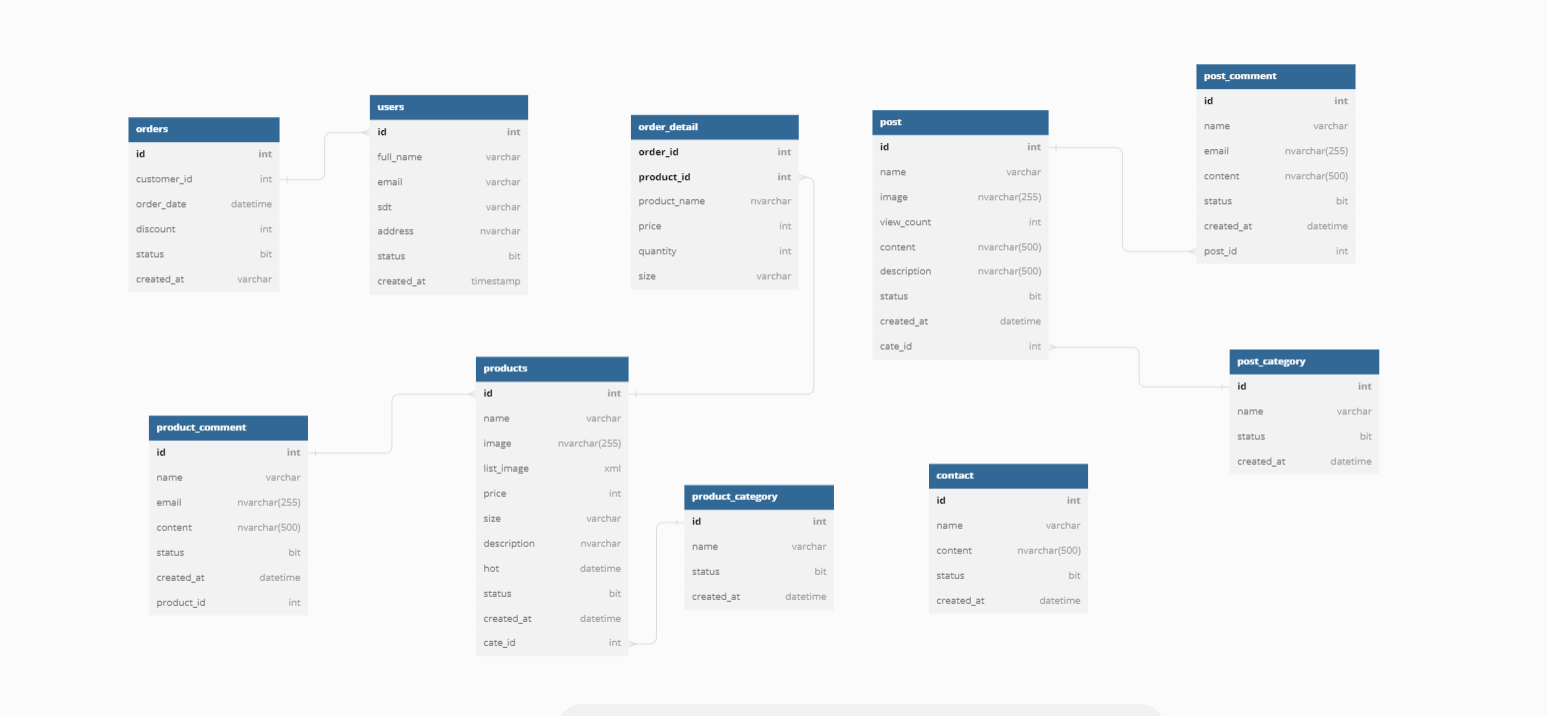 orders
id int
customer_id int
order_date datetime
discount int
status bit
created_at varchar
users
id int
full_name varchar
email varchar
sdt varchar
address nvarchar
status bit
created_at timestamp
order_detail
order_id int
product_id int
product_name nvarchar
price int
quantity int
size varchar
post
id int
name varchar
image nvarchar(255)
view_count int
content nvarchar(500)
description nvarchar(500)
status bit
created_at datetime
cate_id int
post_comment
id int
name varchar
email nvarchar(255)
content nvarchar(500)
status bit
created_at datetime
post_id int
product_comment
id int
name varchar
email nvarchar(255)
content nvarchar(500)
status bit
created_at datetime
product_id int
products
id int
name varchar
image nvarchar(255)
list_image xml
price int
size varchar
description nvarchar
hot datetime
status bit
created_at datetime
cate_id int
product_category
id int
name varchar
status bit
created_at datetime
contact
id int
name varchar
content nvarchar(500)
status bit
created_at datetime
post_category
id int
name varchar
status bit
created_at datetime